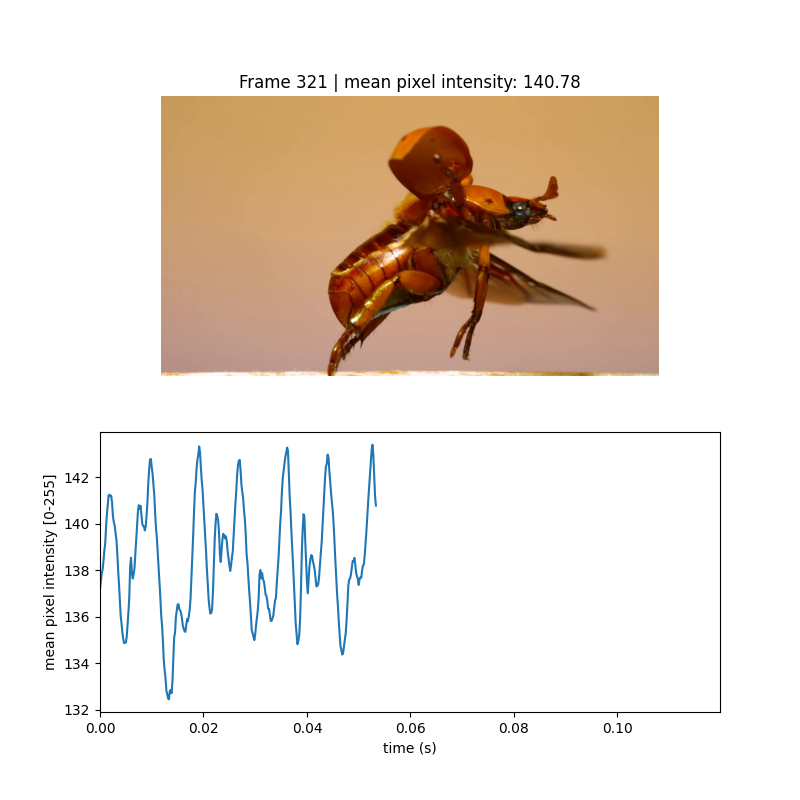 Frame 321 | mean pixel intensity: 140.78
mean pixel intensity [0-255]
142
140
138
136
134
132
0.00 0.02 0.04 0.06 0.08 0.10
time (s)